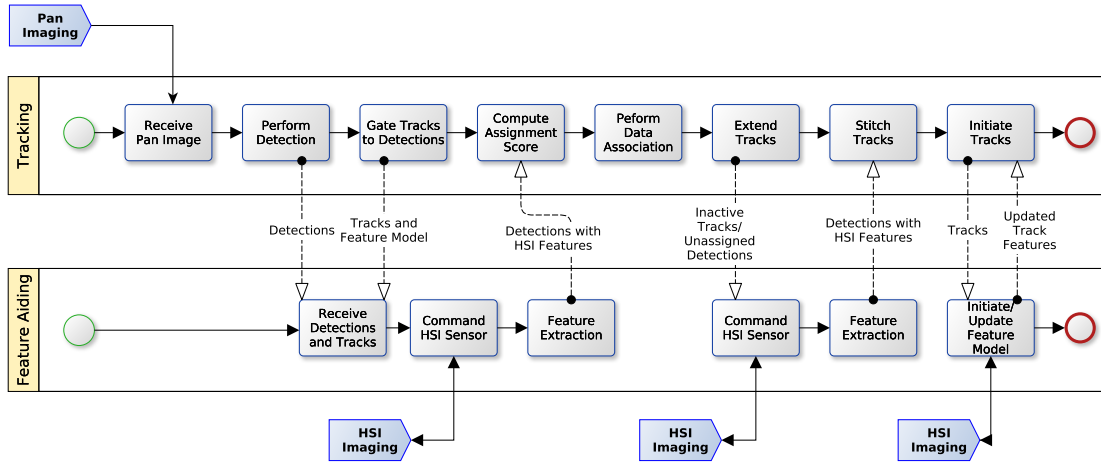 Pan
Imaging
Tracking
Receive
Pan Image
Perform
Detection
Gate Tracks
to Detections
Compute
Assignment
Score
Peform
Data
Association
Extend
Tracks
Stitch
Tracks
Initiate
Tracks
Detections
Tracks and
Feature Model
Detections with
HSI Features
Inactive
Tracks/
Unassigned
Detections
Detections with
HSI Features
Tracks
Updated
Track
Features
Feature Aiding
Receive
Detections
and Tracks
Command
HSI Sensor
Feature
Extraction
Command
HSI Sensor
Feature
Extraction
Initiate/
Update
Feature
Model
HSI
Imaging
HSI
Imaging
HSI
Imaging